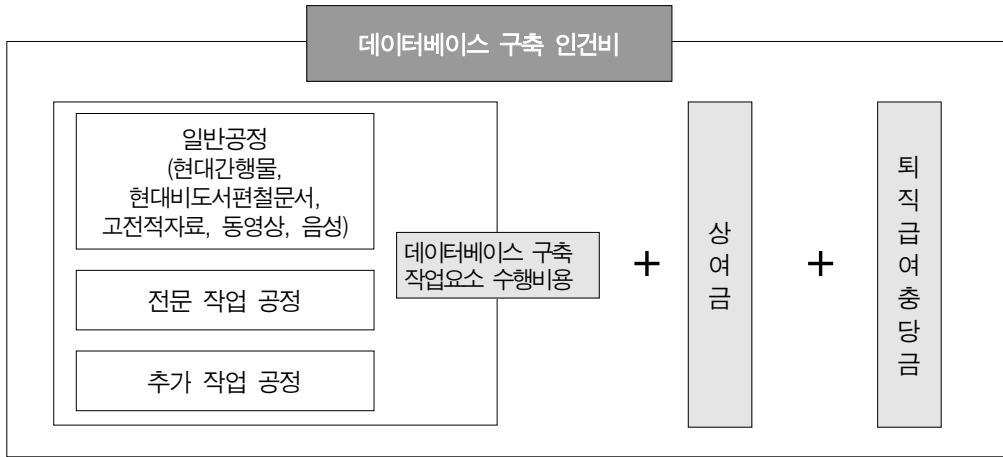 데이터베이스 구축 인건비
일반공정
(현대간행물,
현대비도서편철문서,
고전적자료, 동영상, 음성)
전문 작업 공정
추가 작업 공정
데이터베이스 구축
작업요소 수행비용
+
상여금
+
퇴직급여충당금